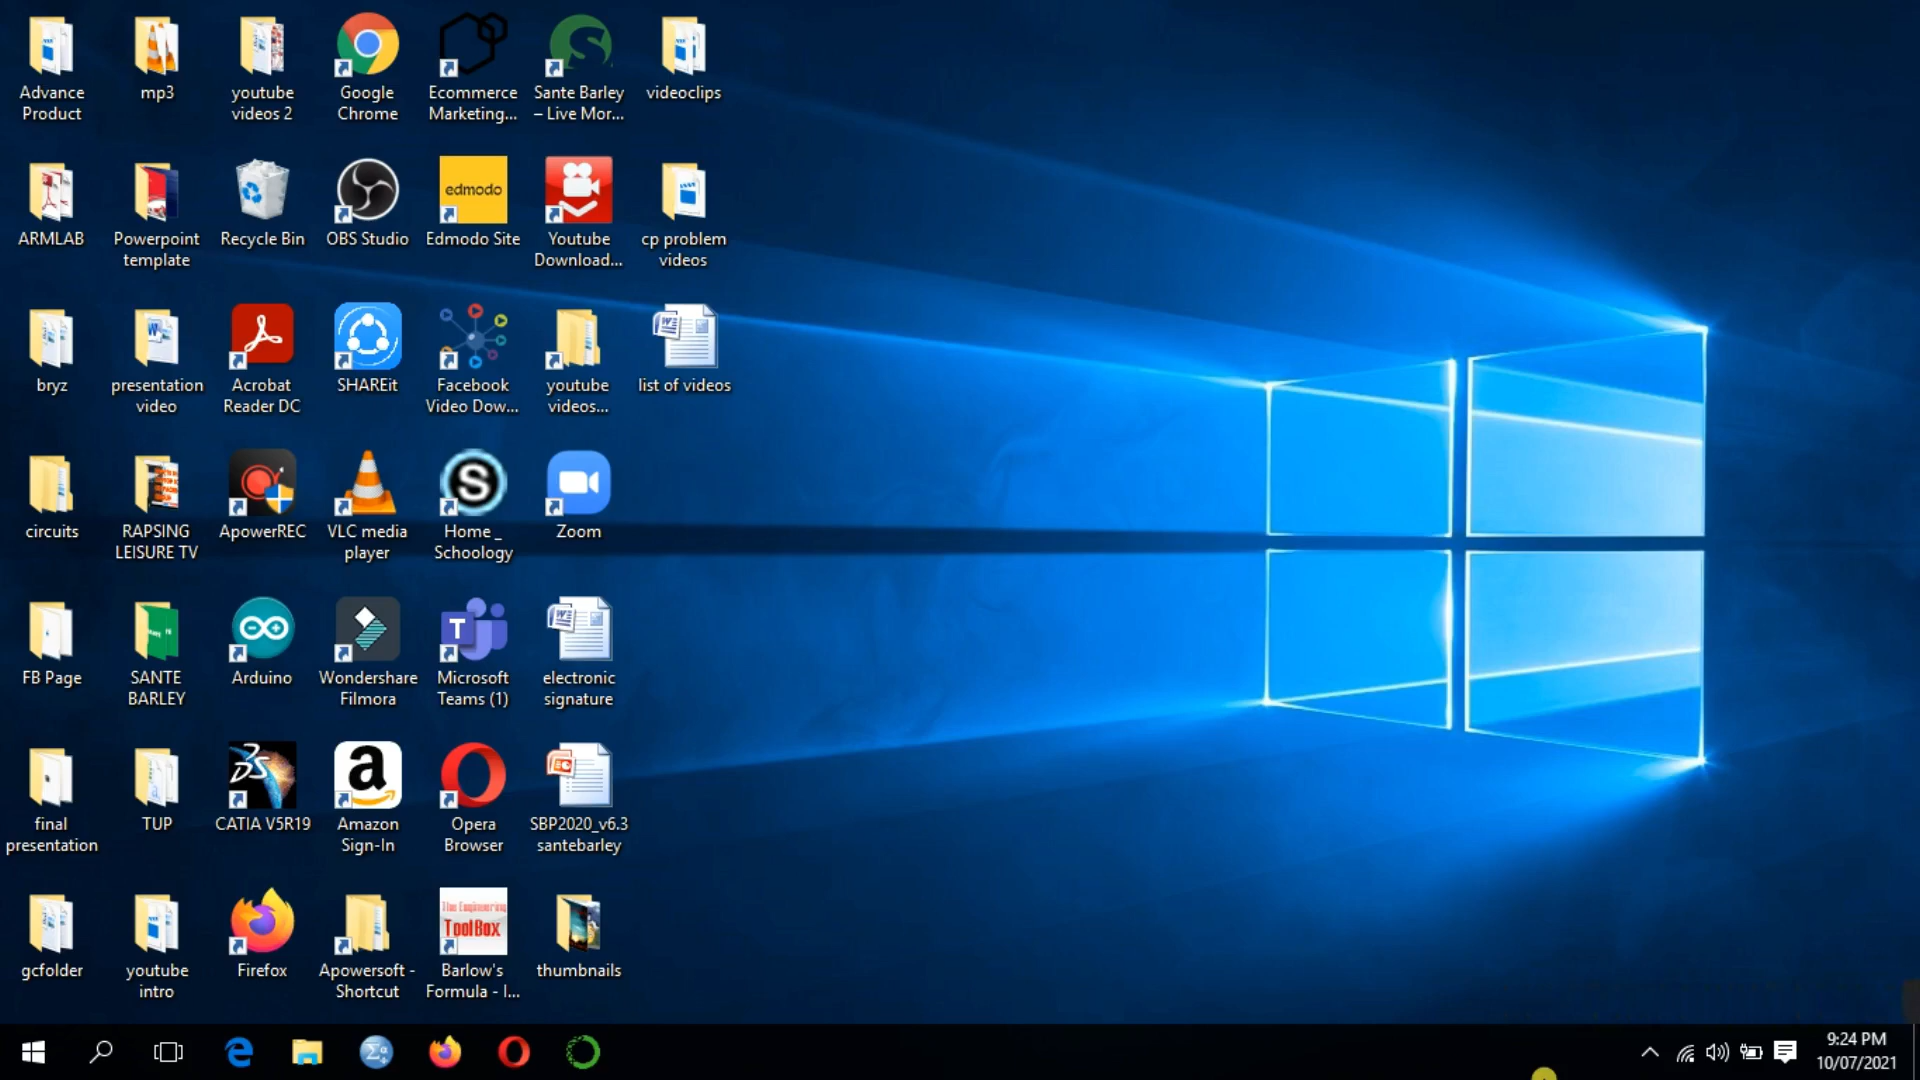 Advance
Product
mp3
youtube
videos 2
Google
Chrome
Ecommerce
Marketing...
Sante Barley
– Live Mor...
videoclips
ARMLAB
Powerpoint
template
Recycle Bin
OBS Studio
edmodo
Edmodo Site
Youtube
Download...
cp problem
videos
bryz
presentation
video
Acrobat
Reader DC
SHAREit
Facebook
Video Dow...
youtube
videos...
list of videos
circuits
RAPSING
LEISURE TV
ApowerREC
VLC media
player
Home _
Schoology
Zoom
FB Page
SANTE
BARLEY
Arduino
Wondershare
Filmora
Microsoft
Teams (1)
electronic
signature
final
presentation
TUP
CATIA V5R19
Amazon
Sign-In
Opera
Browser
SBP2020_v6.3
santebarley
The Engineering
ToolBox
gcfolder
youtube
intro
Firefox
Apowersoft -
Shortcut
Barlow's
Formula - I...
thumbnails
9:24 PM
10/07/2021